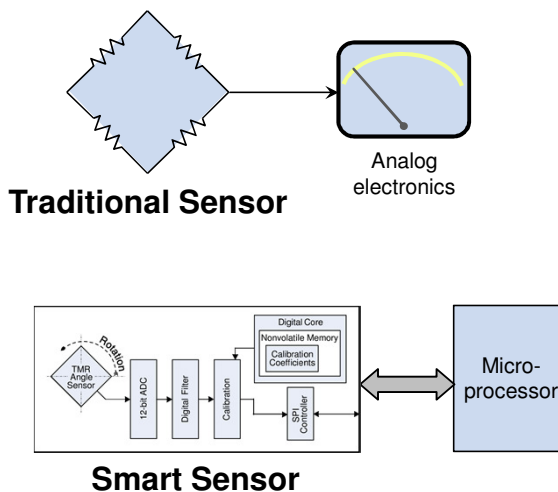 Analog
electronics
Traditional Sensor
Rotation
TMR
Angle
Sensor
12-bit ADC
Digital Filter
Calibration
Digital Core
Nonvolatile Memory
Calibration
Coefficients
SPI
Controller
Micro-
processor
Smart Sensor